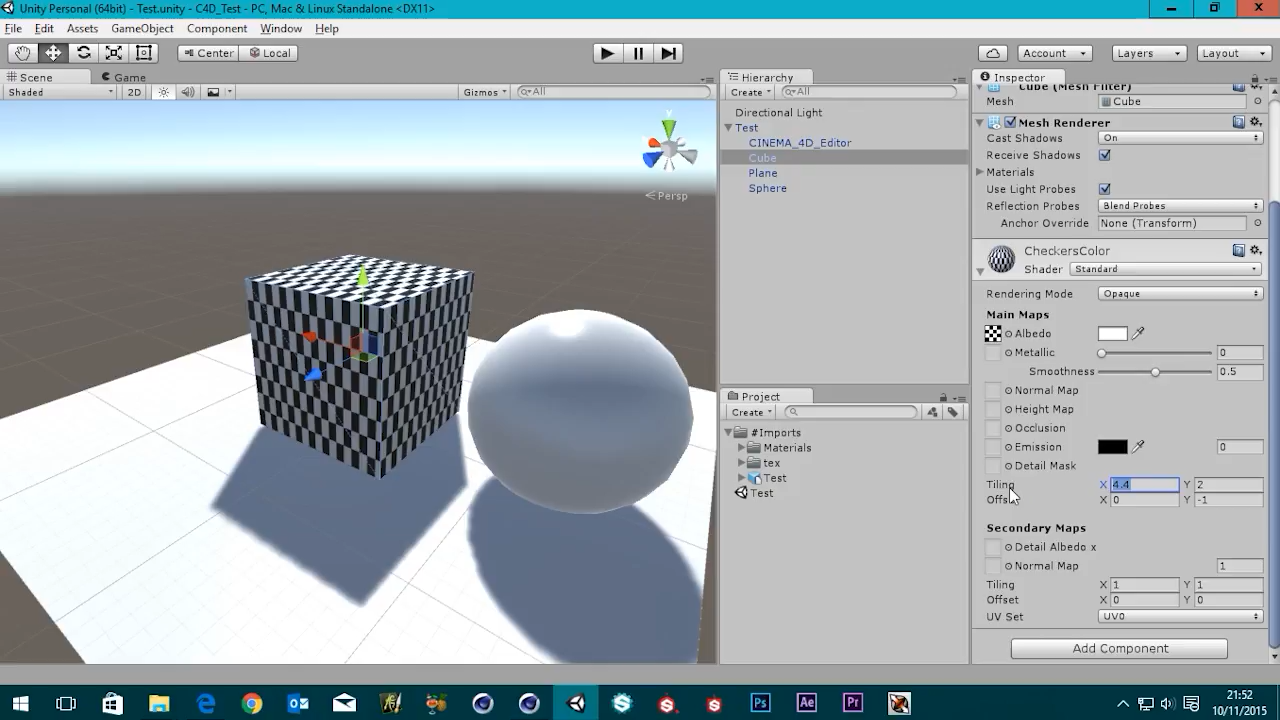 Unity Personal (64bit) - Test.unity - C4D_Test - PC, Mac & Linux Standalone <DX11>
File Edit Assets GameObject Component Window Help
Center Local Account Layers Layout
Scene Game
Shaded 2D Gizmos All
y
Persp
Hierarchy
Create All
Directional Light
Test
CINEMA_4D_Editor
Cube
Plane
Sphere
Project
Create
#Imports
Materials
tex
Test
Test
Inspector
Cube (Mesh Filter)
Mesh Cube
Mesh Renderer
Cast Shadows On
Receive Shadows
Materials
Use Light Probes
Reflection Probes Blend Probes
Anchor Override None (Transform)
CheckersColor
Shader Standard
Rendering Mode Opaque
Main Maps
Albedo
Metallic 0
Smoothness 0.5
Normal Map
Height Map
Occlusion
Emission 0
Detail Mask
Tiling X 4.4 Y 2
Offset X 0 Y -1
Secondary Maps
Detail Albedo x
Normal Map 1
Tiling X 1 Y 1
Offset X 0 Y 0
UV Set UV0
Add Component
Ps Ae Pr
21:52
10/11/2015